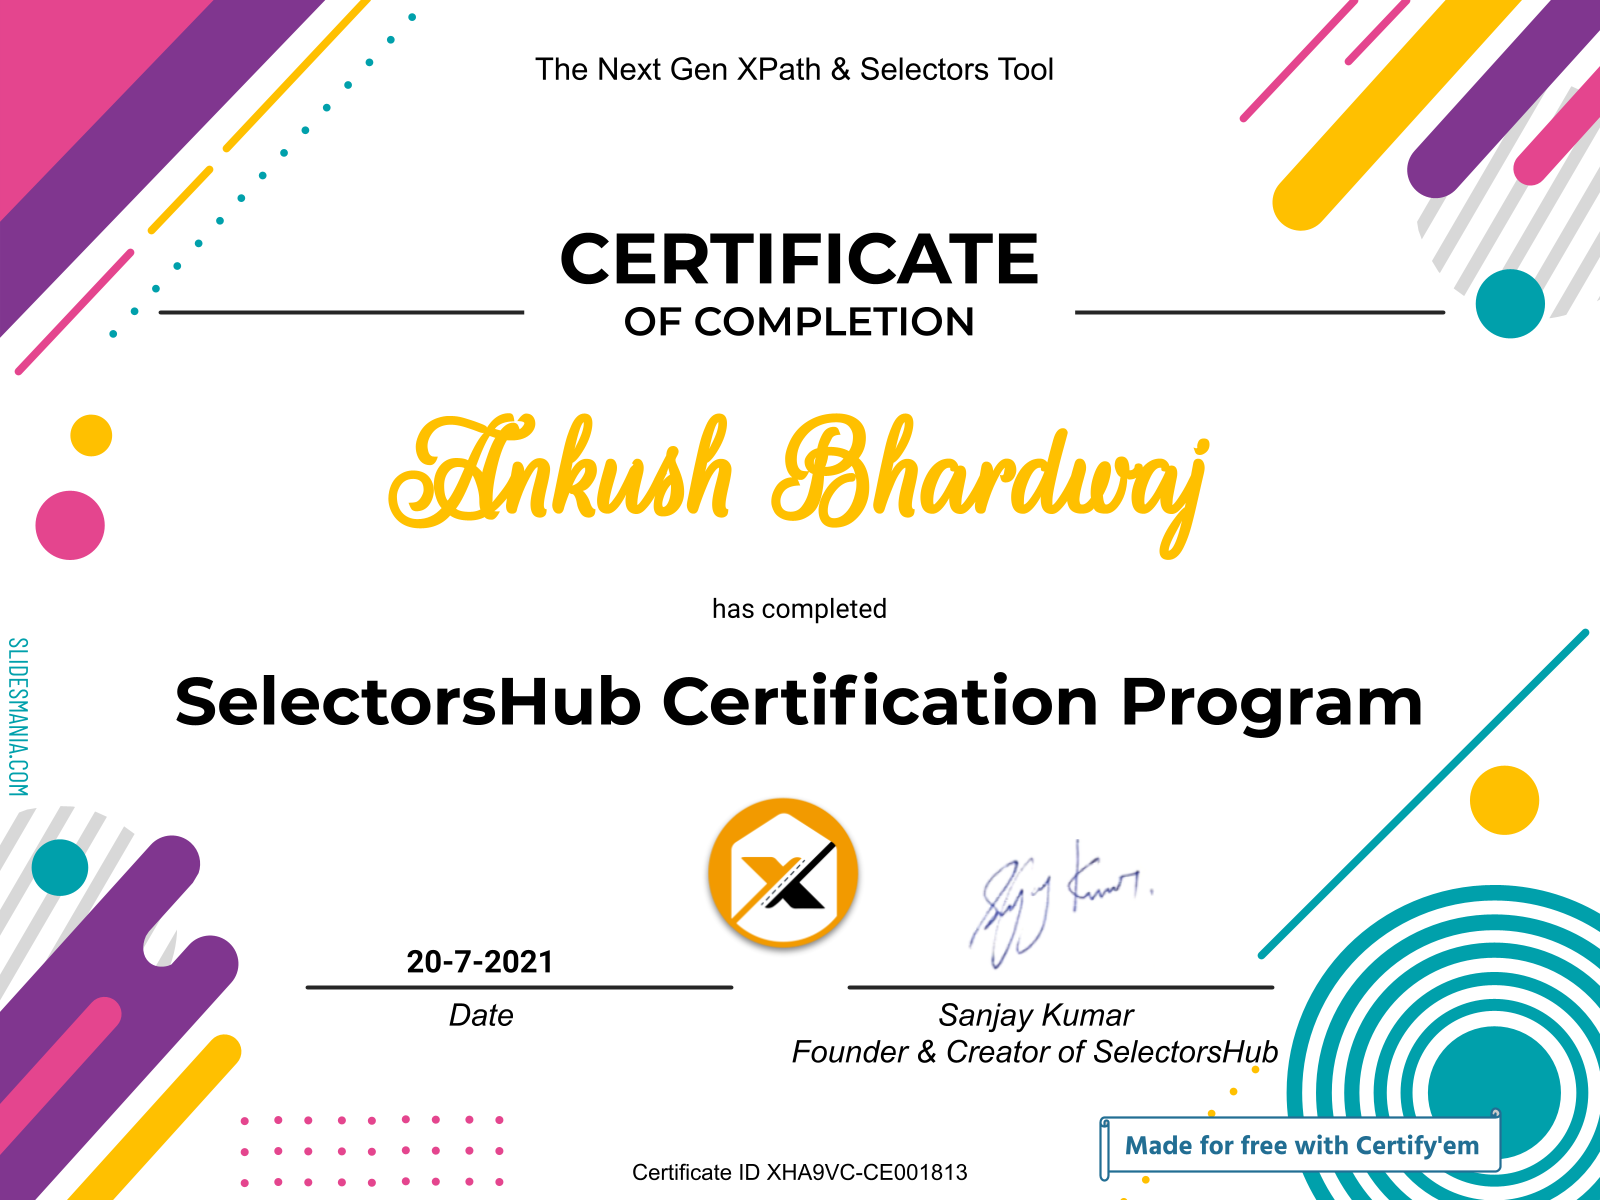 The Next Gen XPath & Selectors Tool
CERTIFICATE
OF COMPLETION
Ankush Bhardwaj
has completed
SelectorsHub Certification Program
SLIDESMANIA.COM
20-7-2021
Date
Sanjay Kumar
Sanjay Kumar
Founder & Creator of SelectorsHub
Made for free with Certify'em
Certificate ID XHA9VC-CE001813